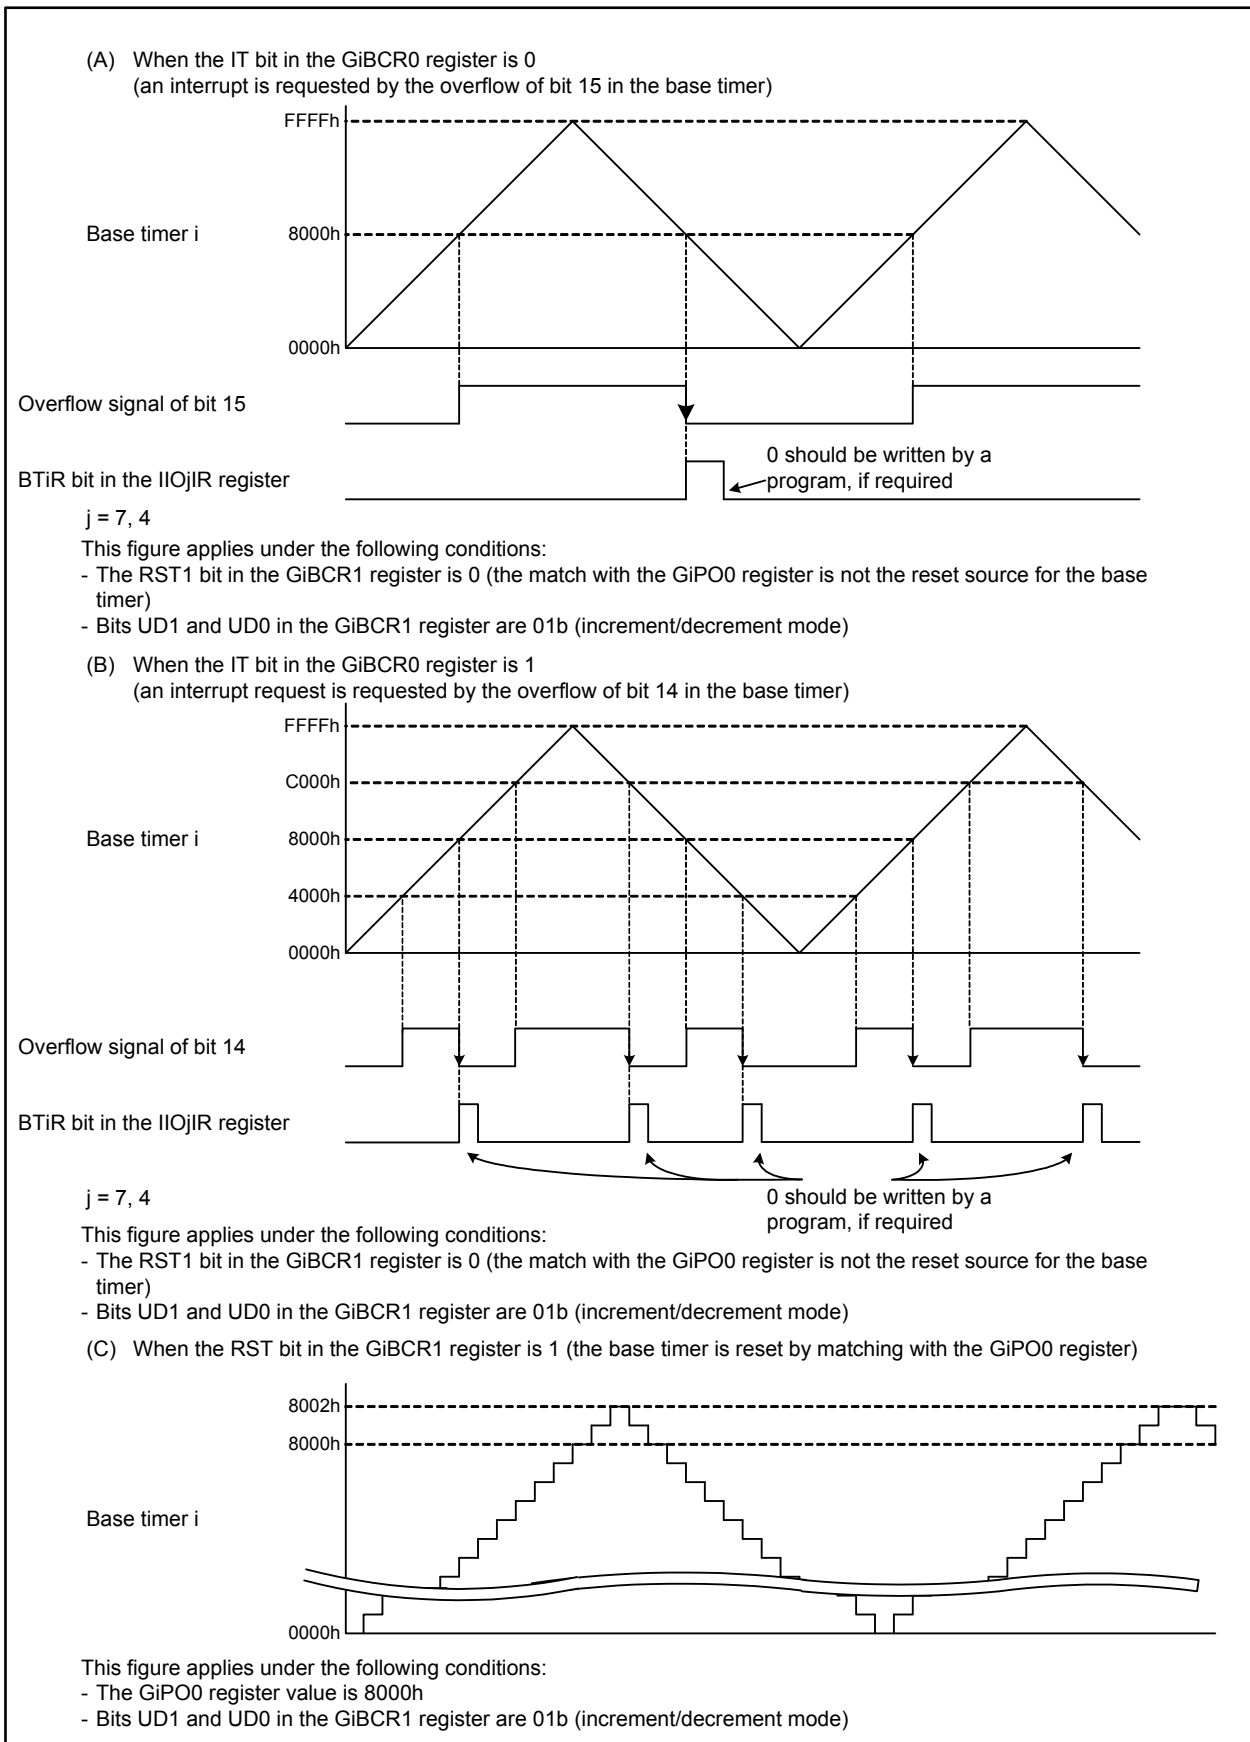 (A) When the IT bit in the GiBCR0 register is 0
(an interrupt is requested by the overflow of bit 15 in the base timer)
FFFFh
Base timer i
8000h
0000h
Overflow signal of bit 15
BTiR bit in the IIOjIR register
0 should be written by a
program, if required
j = 7, 4
This figure applies under the following conditions:
- The RST1 bit in the GiBCR1 register is 0 (the match with the GiPO0 register is not the reset source for the base
timer)
- Bits UD1 and UD0 in the GiBCR1 register are 01b (increment/decrement mode)
(B) When the IT bit in the GiBCR0 register is 1
(an interrupt request is requested by the overflow of bit 14 in the base timer)
FFFFh
C000h
Base timer i
8000h
4000h
0000h
Overflow signal of bit 14
BTiR bit in the IIOjIR register
j = 7, 4
0 should be written by a
program, if required
This figure applies under the following conditions:
- The RST1 bit in the GiBCR1 register is 0 (the match with the GiPO0 register is not the reset source for the base
timer)
- Bits UD1 and UD0 in the GiBCR1 register are 01b (increment/decrement mode)
(C) When the RST bit in the GiBCR1 register is 1 (the base timer is reset by matching with the GiPO0 register)
8002h
8000h
Base timer i
0000h
This figure applies under the following conditions:
- The GiPO0 register value is 8000h
- Bits UD1 and UD0 in the GiBCR1 register are 01b (increment/decrement mode)